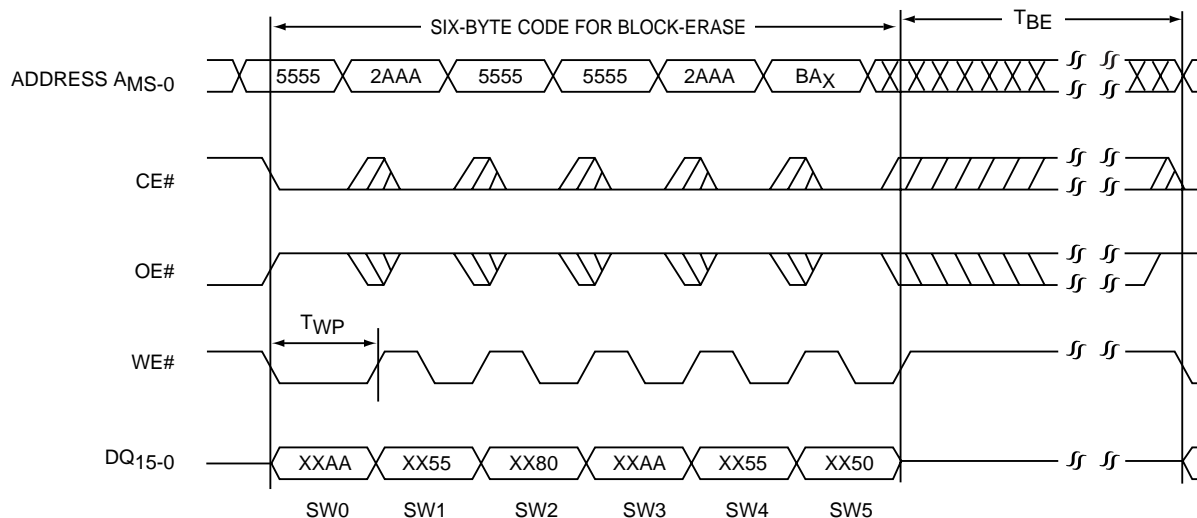 SIX-BYTE CODE FOR BLOCK-ERASE
TBE
ADDRESS AMS-0
5555 2AAA 5555 5555 2AAA BAX
CE#
OE#
TWP
WE#
DQ15-0
XXAA XX55 XX80 XXAA XX55 XX50
SW0 SW1 SW2 SW3 SW4 SW5